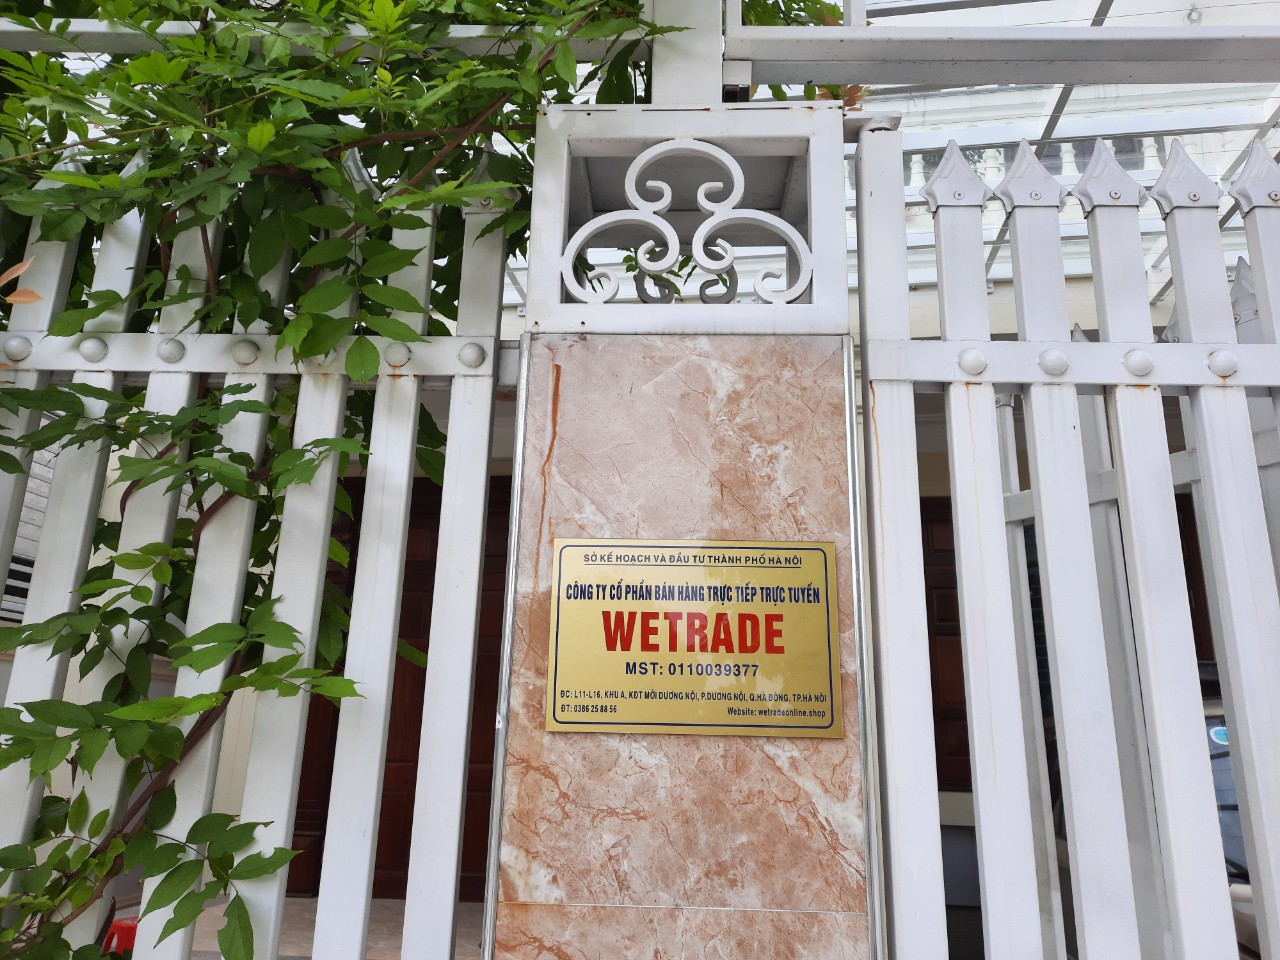 SỞ KẾ HOẠCH VÀ ĐẦU TƯ THÀNH PHỐ HÀ NỘI
CÔNG TY CỔ PHẦN BÁN HÀNG TRỰC TIẾP TRỰC TUYẾN
WETRADE
MST: 0110039377
ĐC: L11-L16, KHU A, KĐT MỚI DƯƠNG NỘI, P.DƯƠNG NỘI, Q.HÀ ĐÔNG, TP.HÀ NỘI
ĐT: 0386 25 88 56 Website: wetradeonline.shop